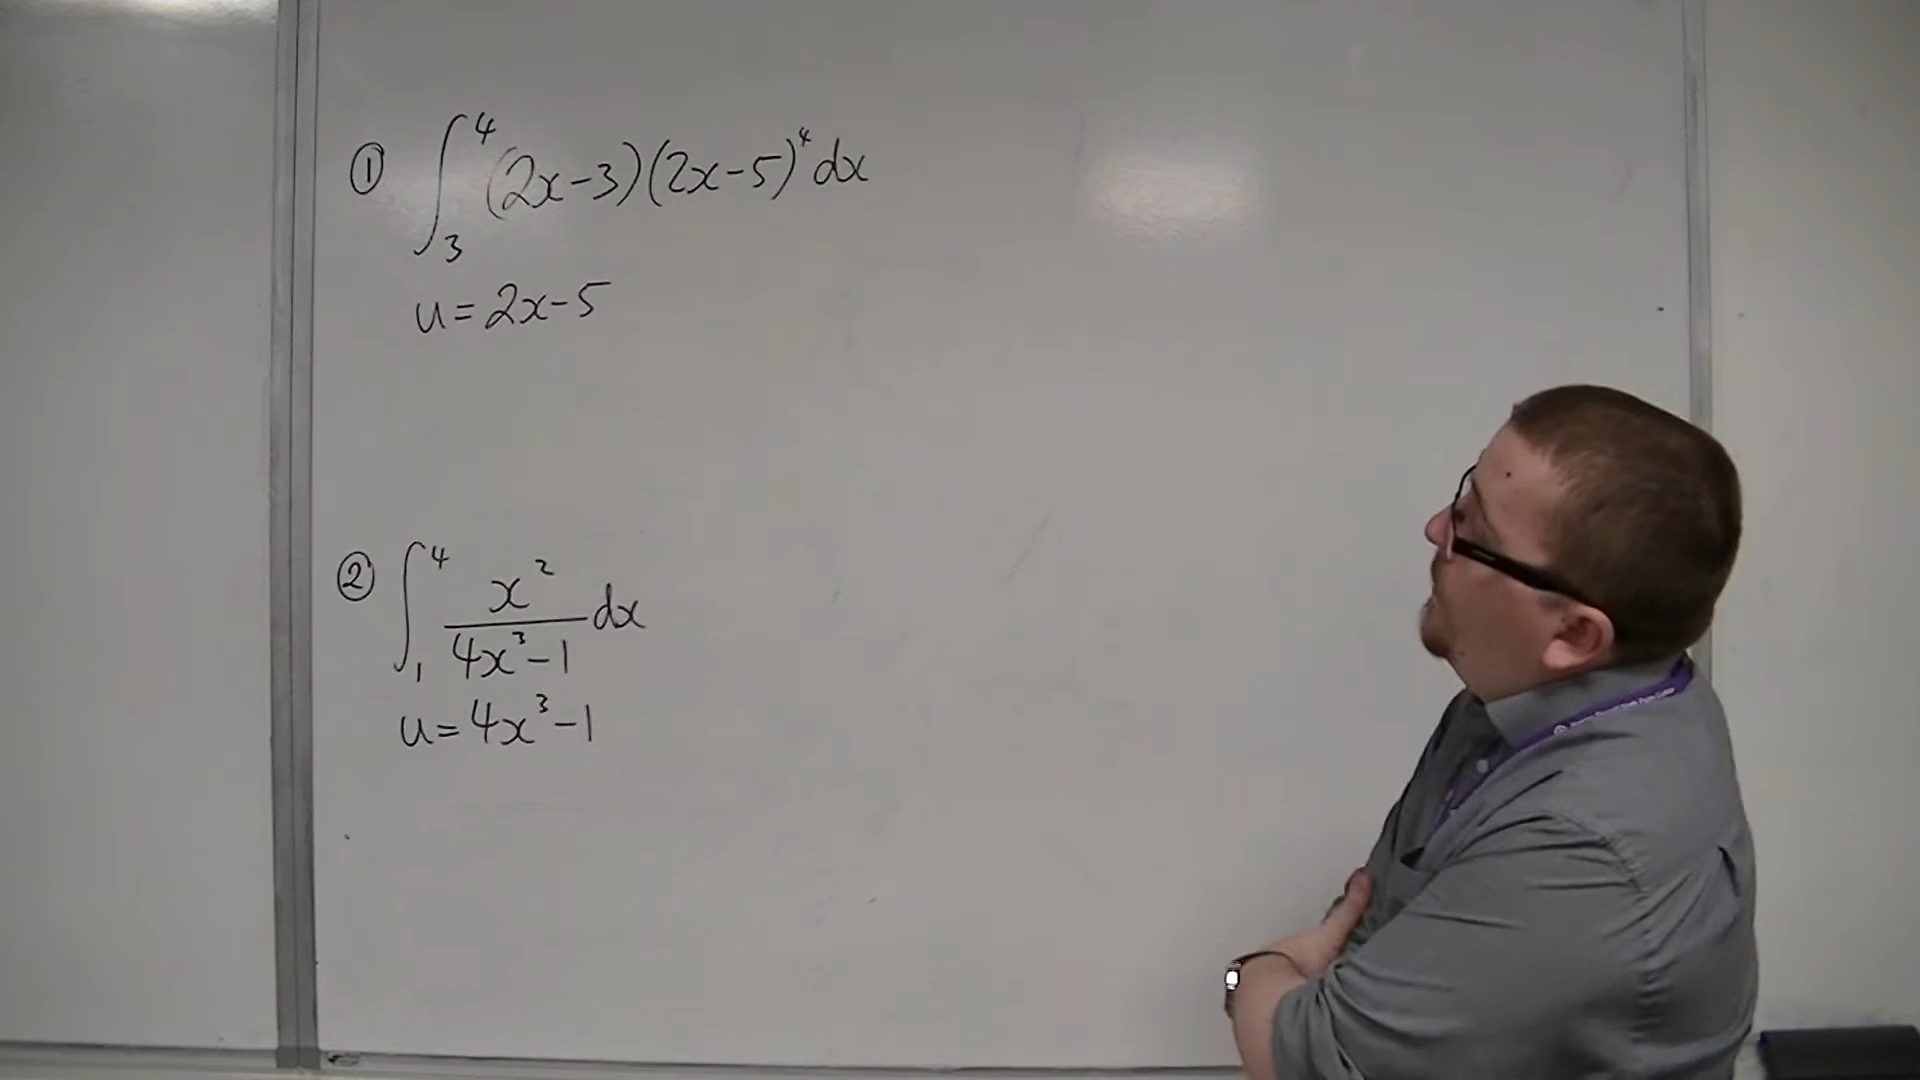 ① ∫₃⁴ (2x-3)(2x-5)⁴ dx
u = 2x-5
② ∫₁⁴ x²/(4x³-1) dx
u = 4x³-1